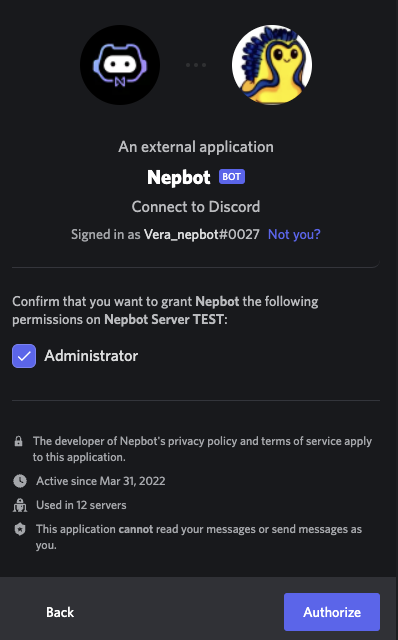 N
An external application
Nepbot BOT
Connect to Discord
Signed in as Vera_nepbot#0027 Not you?
Confirm that you want to grant Nepbot the following
permissions on Nepbot Server TEST:
Administrator
The developer of Nepbot's privacy policy and terms of service apply
to this application.
Active since Mar 31, 2022
Used in 12 servers
This application cannot read your messages or send messages as
you.
Back
Authorize